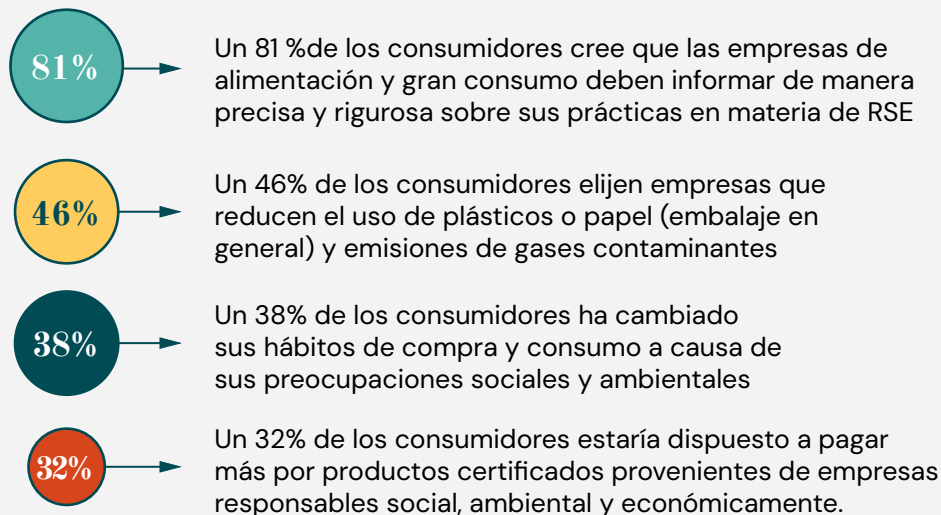 81%
Un 81 %de los consumidores cree que las empresas de
alimentación y gran consumo deben informar de manera
precisa y rigurosa sobre sus prácticas en materia de RSE
46%
Un 46% de los consumidores elijen empresas que
reducen el uso de plásticos o papel (embalaje en
general) y emisiones de gases contaminantes
38%
Un 38% de los consumidores ha cambiado
sus hábitos de compra y consumo a causa de
sus preocupaciones sociales y ambientales
32%
Un 32% de los consumidores estaría dispuesto a pagar
más por productos certificados provenientes de empresas
responsables social, ambiental y económicamente.